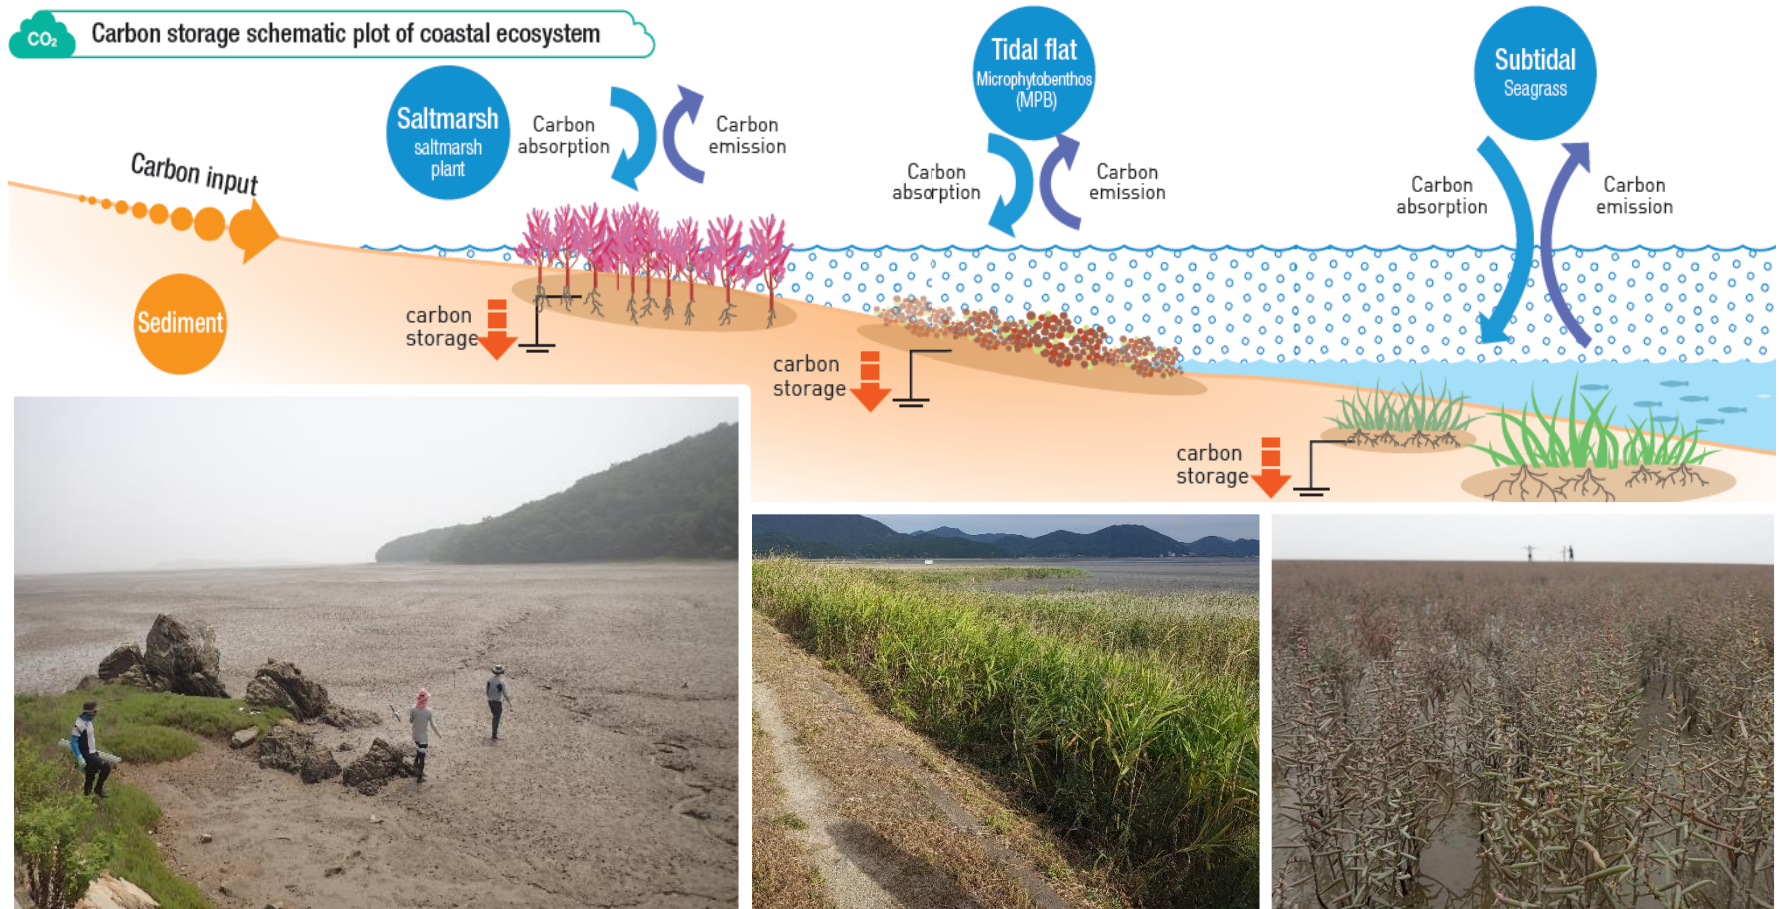 CO₂
Carbon storage schematic plot of coastal ecosystem
Saltmarsh
saltmarsh
plant
Carbon
absorption
Carbon
emission
Tidal flat
Microphytobenthos
(MPB)
Carbon
absorption
Carbon
emission
Subtidal
Seagrass
Carbon
absorption
Carbon
emission
Carbon input
Sediment
carbon
storage
carbon
storage
carbon
storage